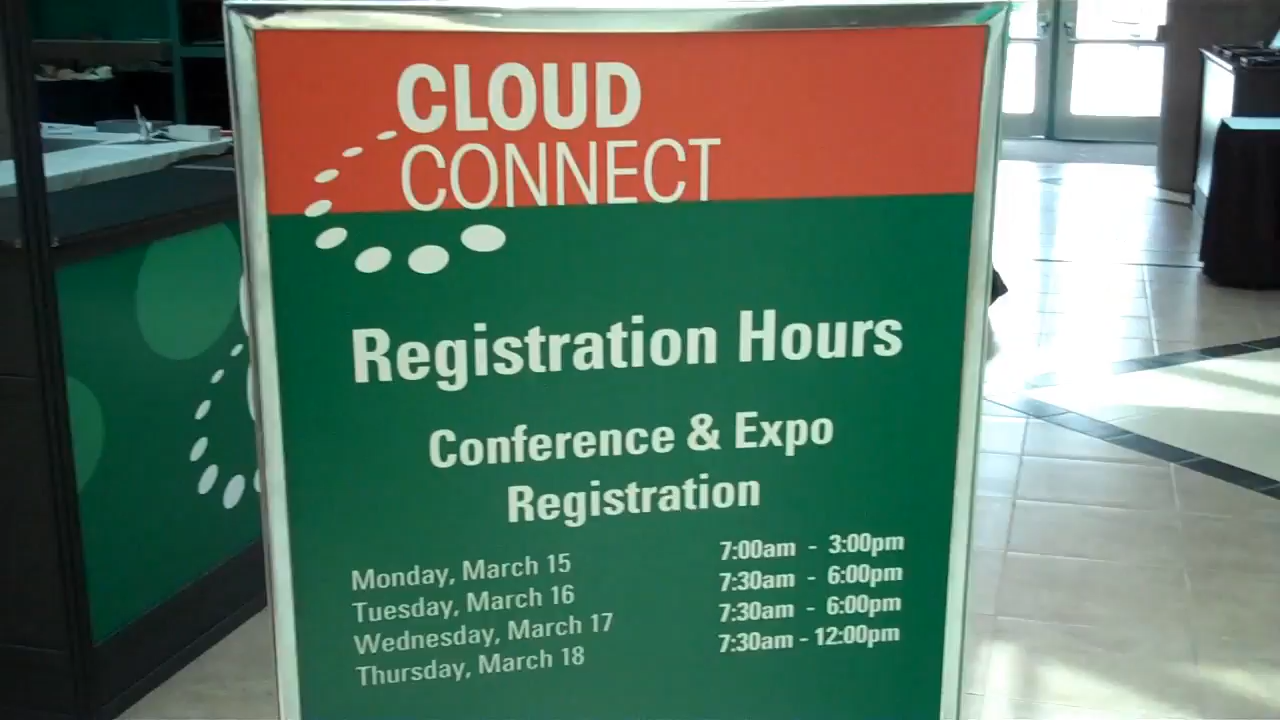 CLOUD
CONNECT
Registration Hours
Conference & Expo
Registration
Monday, March 15 7:00am - 3:00pm
Tuesday, March 16 7:30am - 6:00pm
Wednesday, March 17 7:30am - 6:00pm
Thursday, March 18 7:30am - 12:00pm